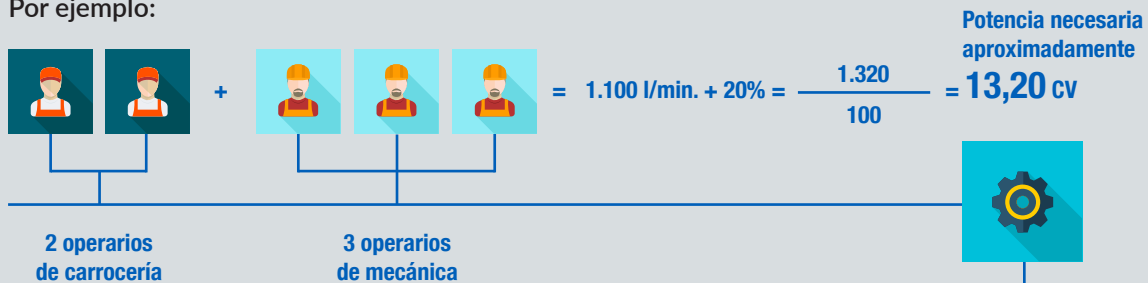 Por ejemplo:
+
= 1.100 l/min. + 20% =
1.320
100
=
Potencia necesaria
aproximadamente
13,20 CV
2 operarios
de carrocería
3 operarios
de mecánica